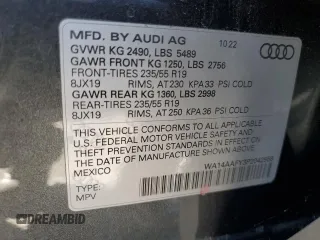 MFD. BY AUDI AG
10/22
GVWR KG 2490, LBS 5489
GAWR FRONT KG 1250, LBS 2756
FRONT-TIRES 235/55 R19
8JX19 RIMS, AT 230 KPA 33 PSI COLD
GAWR REAR KG 1360, LBS 2998
REAR-TIRES 235/55 R19
8JX19 RIMS, AT 250 KPA 36 PSI COLD
THIS VEHICLE CONFORMS TO ALL APPLICABLE
U.S. FEDERAL MOTOR VEHICLE SAFETY AND
THEFT PREVENTION STANDARDS IN EFFECT ON THE
DATE OF MANUFACTURE SHOWN ABOVE.
MEXICO
TYPE:
MPV
DREAMBID